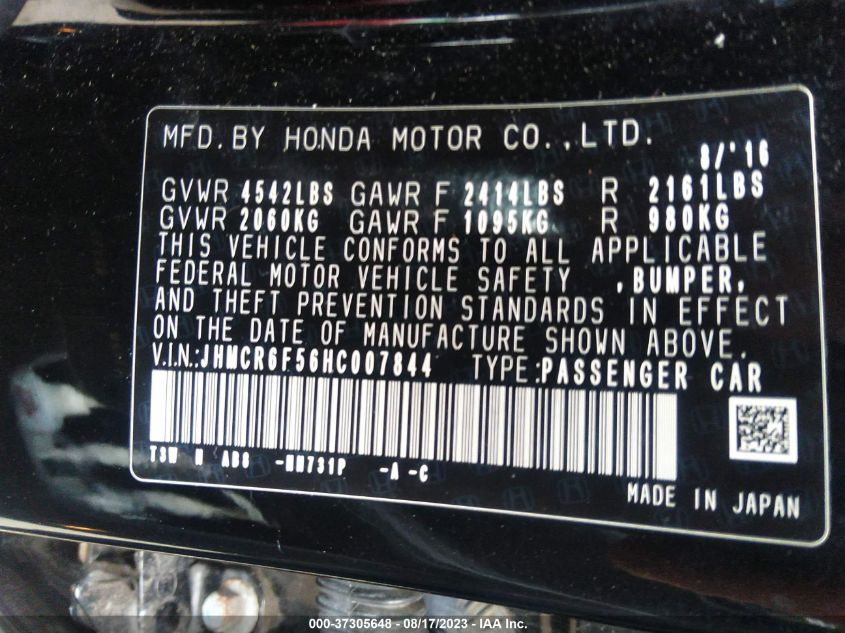 MFD. BY HONDA MOTOR CO., LTD.
8/'16
GVWR 4542LBS GAWR F 2414LBS R 2161LBS
GVWR 2060KG GAWR F 1095KG R 980KG
THIS VEHICLE CONFORMS TO ALL APPLICABLE
FEDERAL MOTOR VEHICLE SAFETY , BUMPER,
AND THEFT PREVENTION STANDARDS IN EFFECT
ON THE DATE OF MANUFACTURE SHOWN ABOVE.
V.I.N.:JHMCR6F56HC007844 TYPE:PASSENGER CAR
-A -C
MADE IN JAPAN
000-37305648 - 08/17/2023 - IAA Inc.